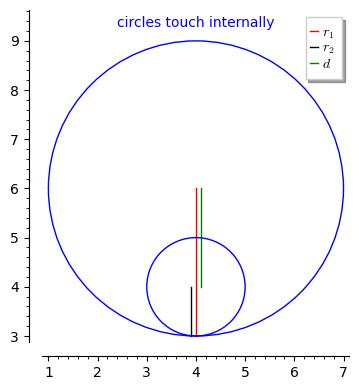 circles touch internally
r₁
r₂
d
9
8
7
6
5
4
3
1 2 3 4 5 6 7